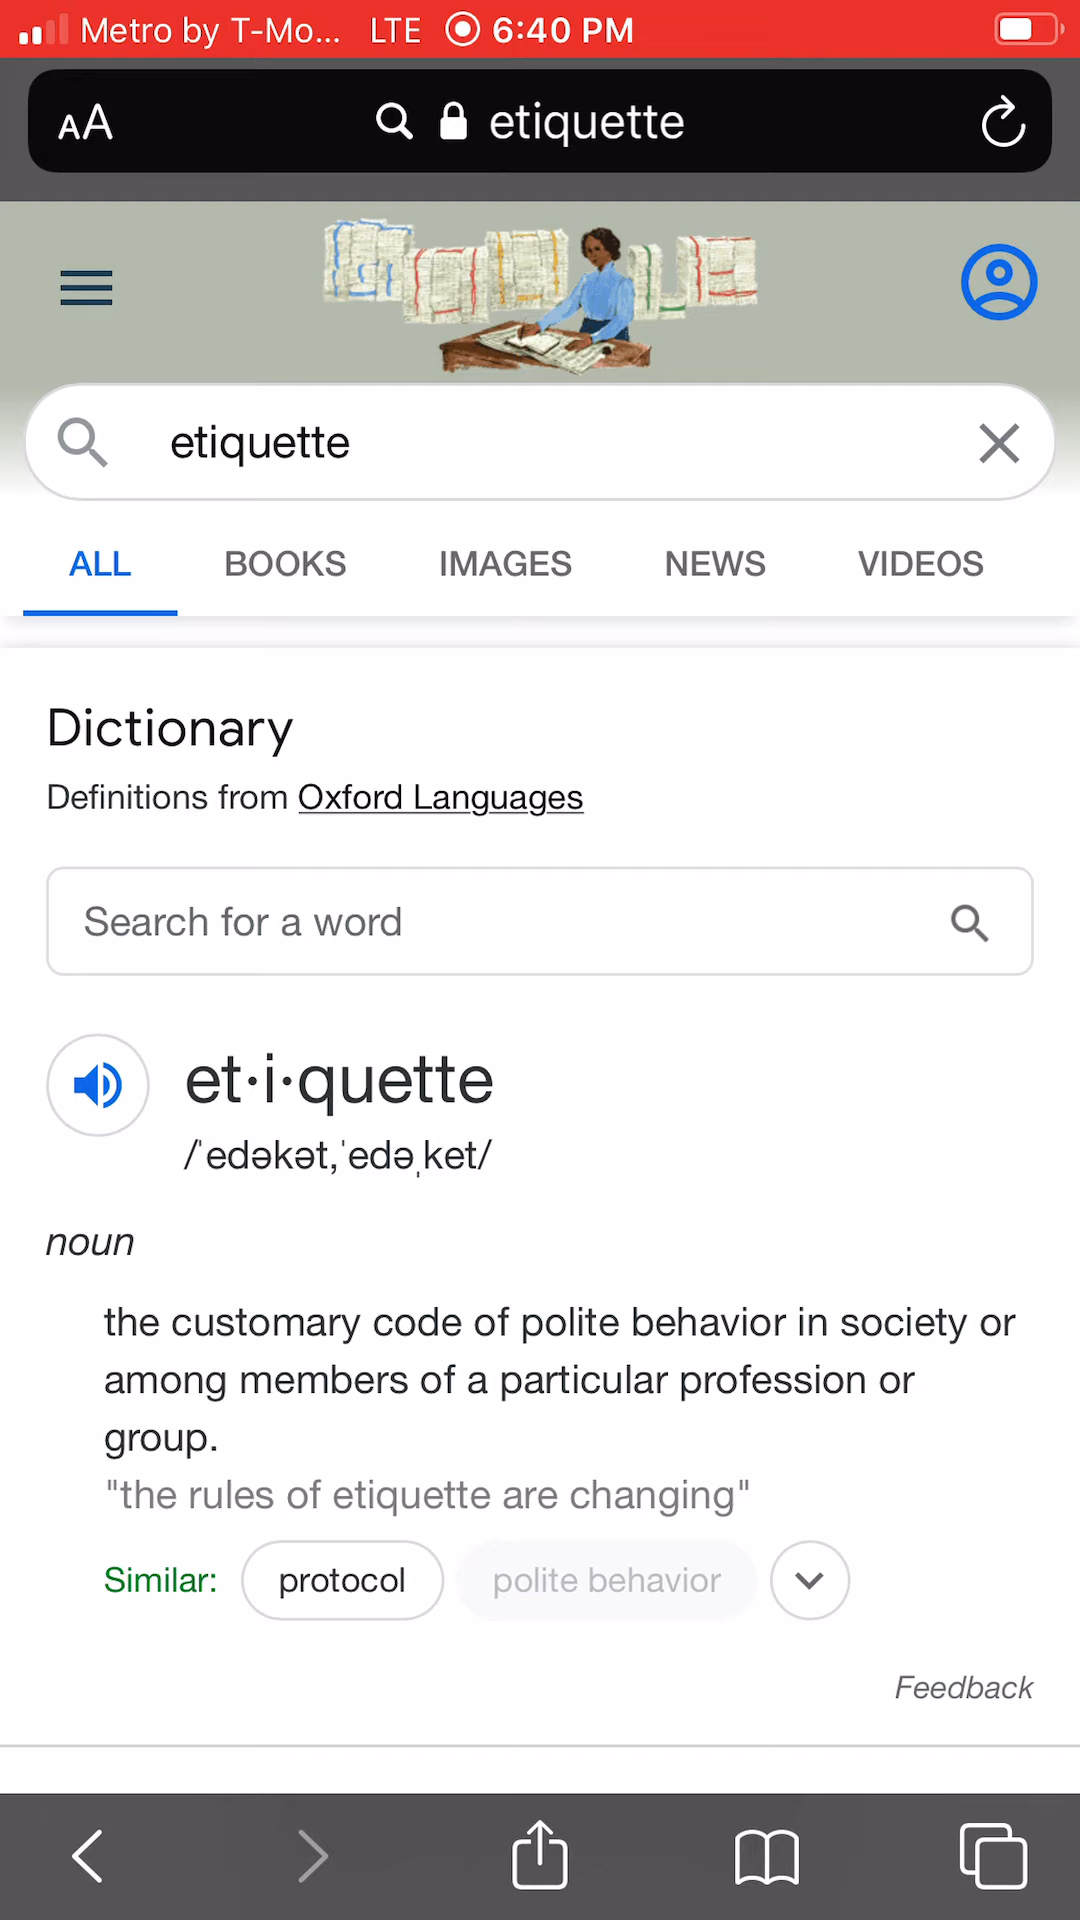 Metro by T-Mo... LTE 6:40 PM
AA etiquette
etiquette
ALL BOOKS IMAGES NEWS VIDEOS
Dictionary
Definitions from Oxford Languages
Search for a word
et·i·quette
/ˈedəkət,ˈedəˌket/
noun
the customary code of polite behavior in society or
among members of a particular profession or
group.
"the rules of etiquette are changing"
Similar: protocol polite behavior
Feedback